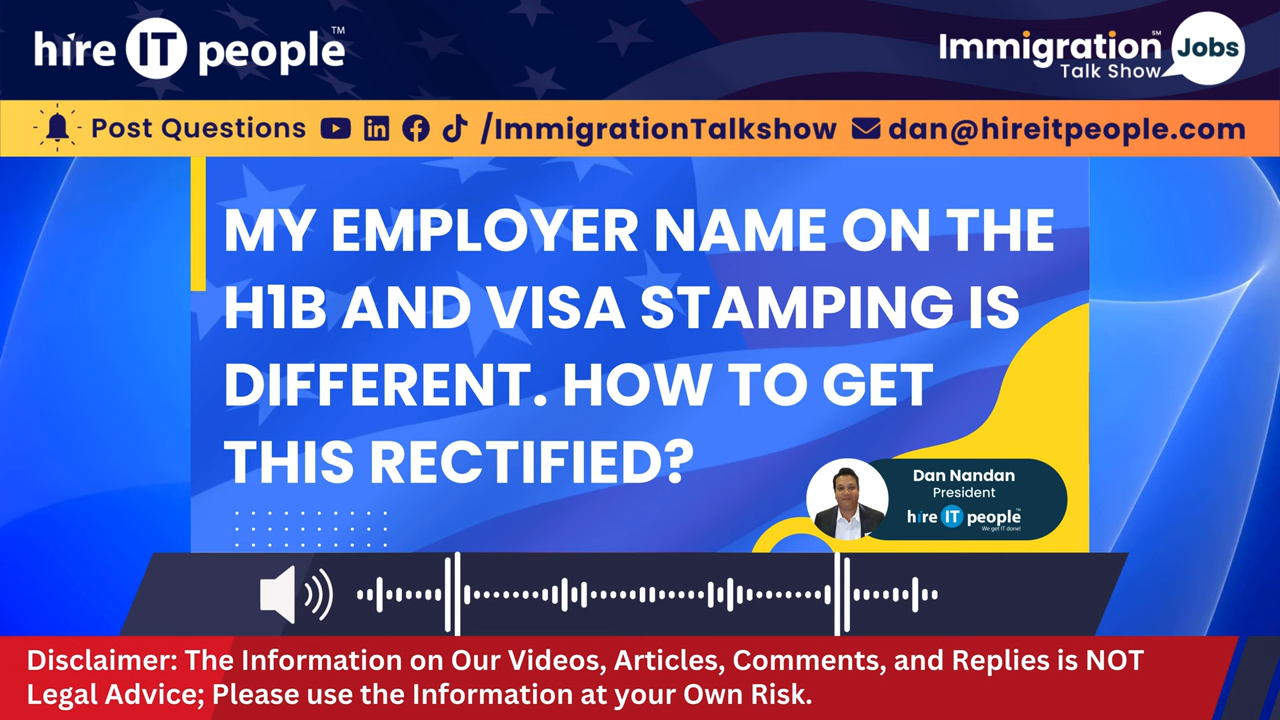 hire IT people™
Immigration℠ Jobs
Talk Show
Post Questions /ImmigrationTalkshow dan@hireitpeople.com
MY EMPLOYER NAME ON THE
H1B AND VISA STAMPING IS
DIFFERENT. HOW TO GET
THIS RECTIFIED?
Dan Nandan
President
hire IT people™
We get IT done!
Disclaimer: The Information on Our Videos, Articles, Comments, and Replies is NOT
Legal Advice; Please use the Information at your Own Risk.